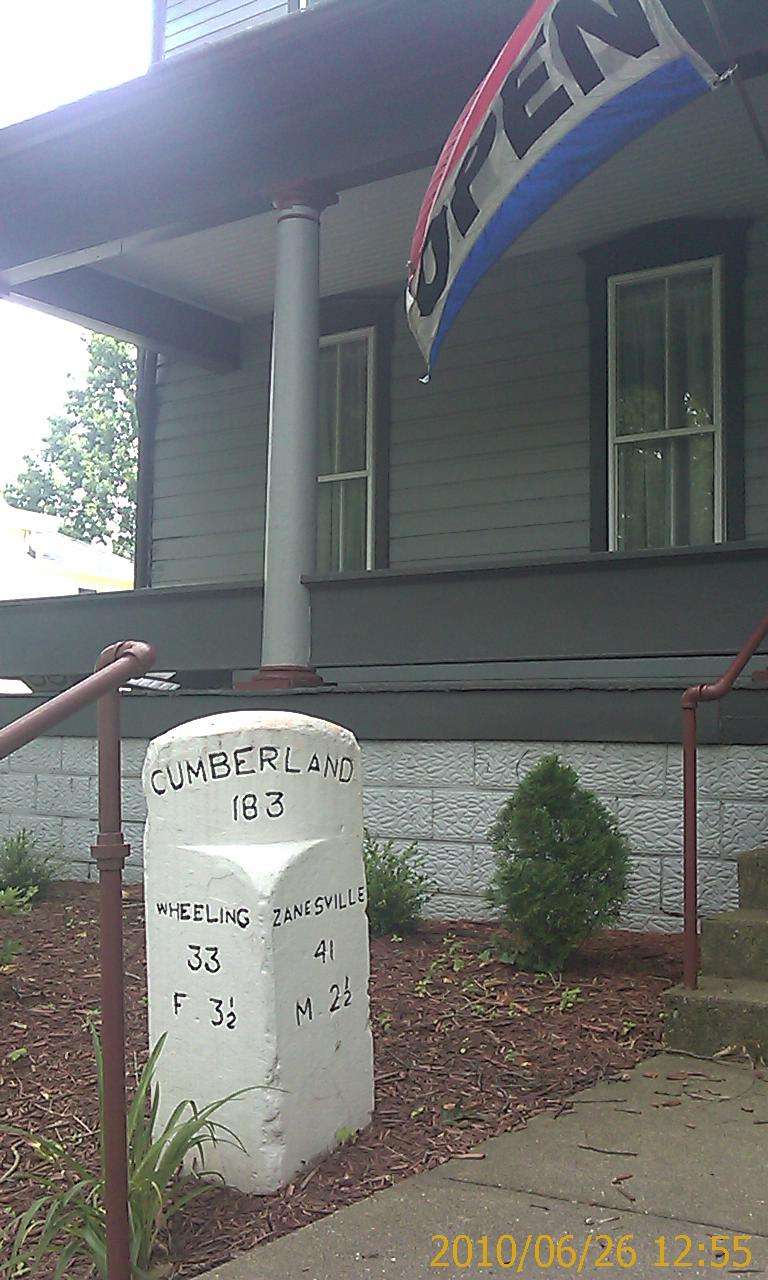 OPEN
CUMBERLAND
183
WHEELING
33
F. 3½
ZANESVILLE
41
M. 2½
2010/06/26 12:55